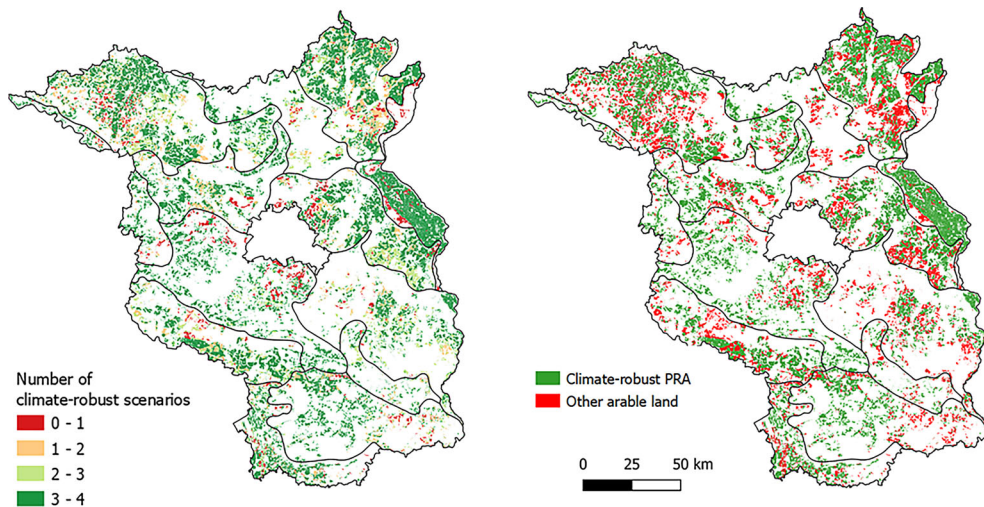 Number of
climate-robust scenarios
0 - 1
1 - 2
2 - 3
3 - 4
Climate-robust PRA
Other arable land
0 25 50 km